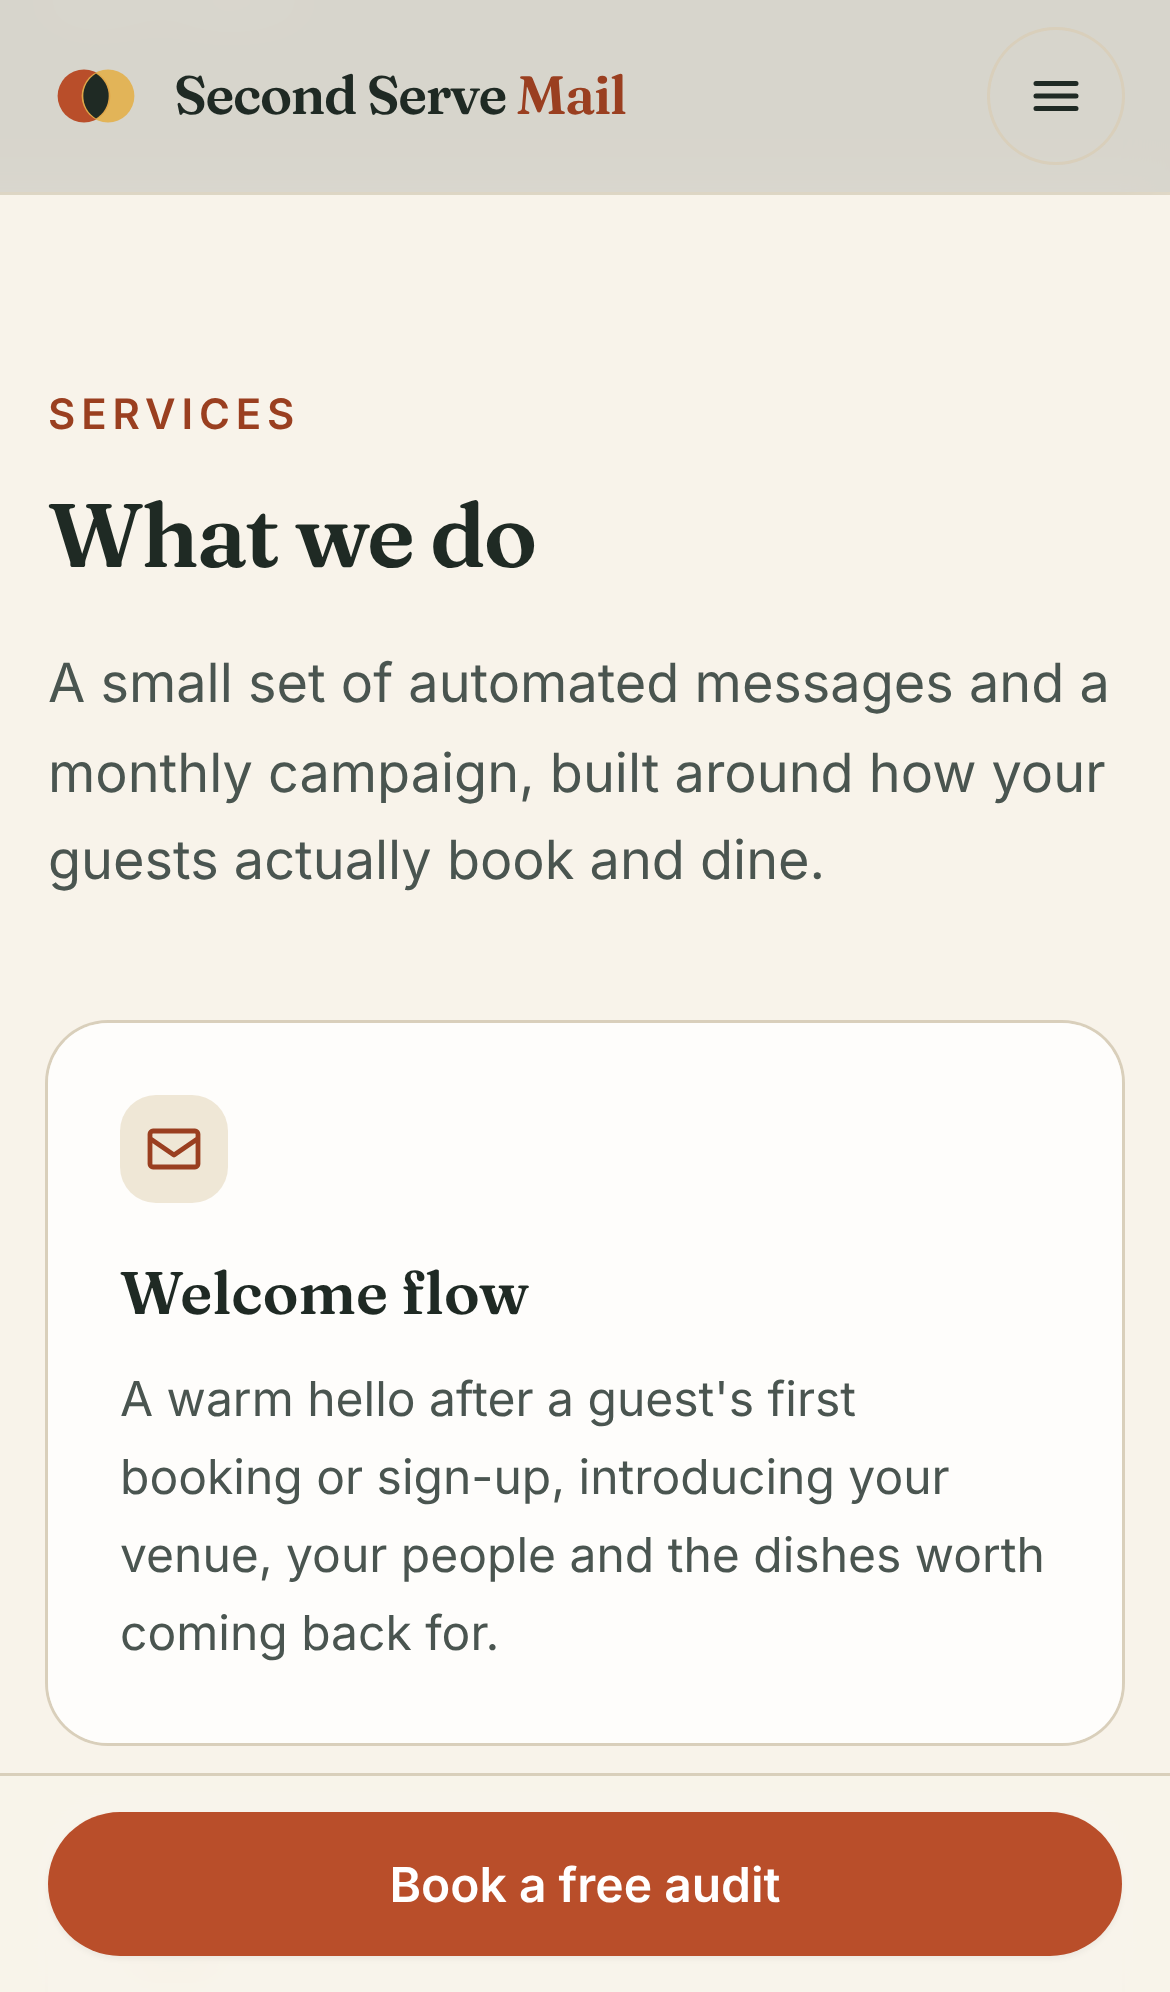 Second Serve Mail
SERVICES
What we do
A small set of automated messages and a
monthly campaign, built around how your
guests actually book and dine.
Welcome flow
A warm hello after a guest's first
booking or sign-up, introducing your
venue, your people and the dishes worth
coming back for.
Book a free audit